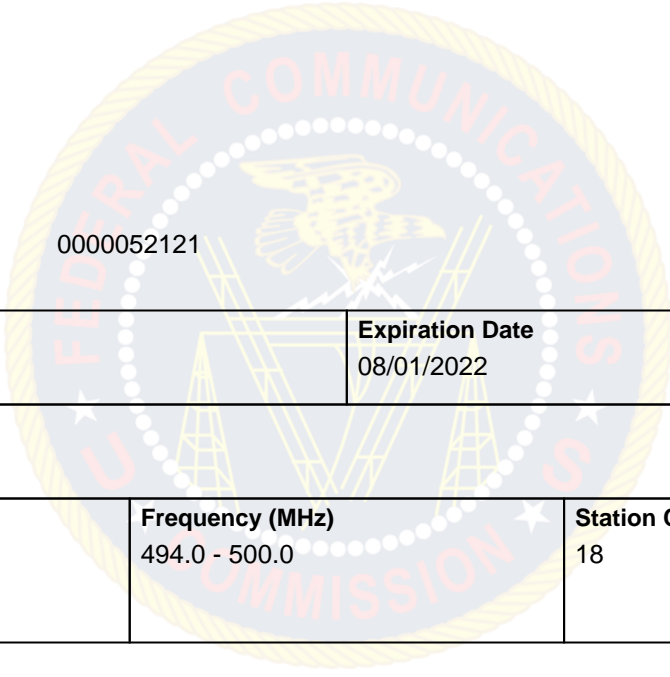 FEDERAL COMMUNICATIONS COMMISSION
U S
0000052121
Expiration Date
08/01/2022
Frequency (MHz)
494.0 - 500.0
Station
18